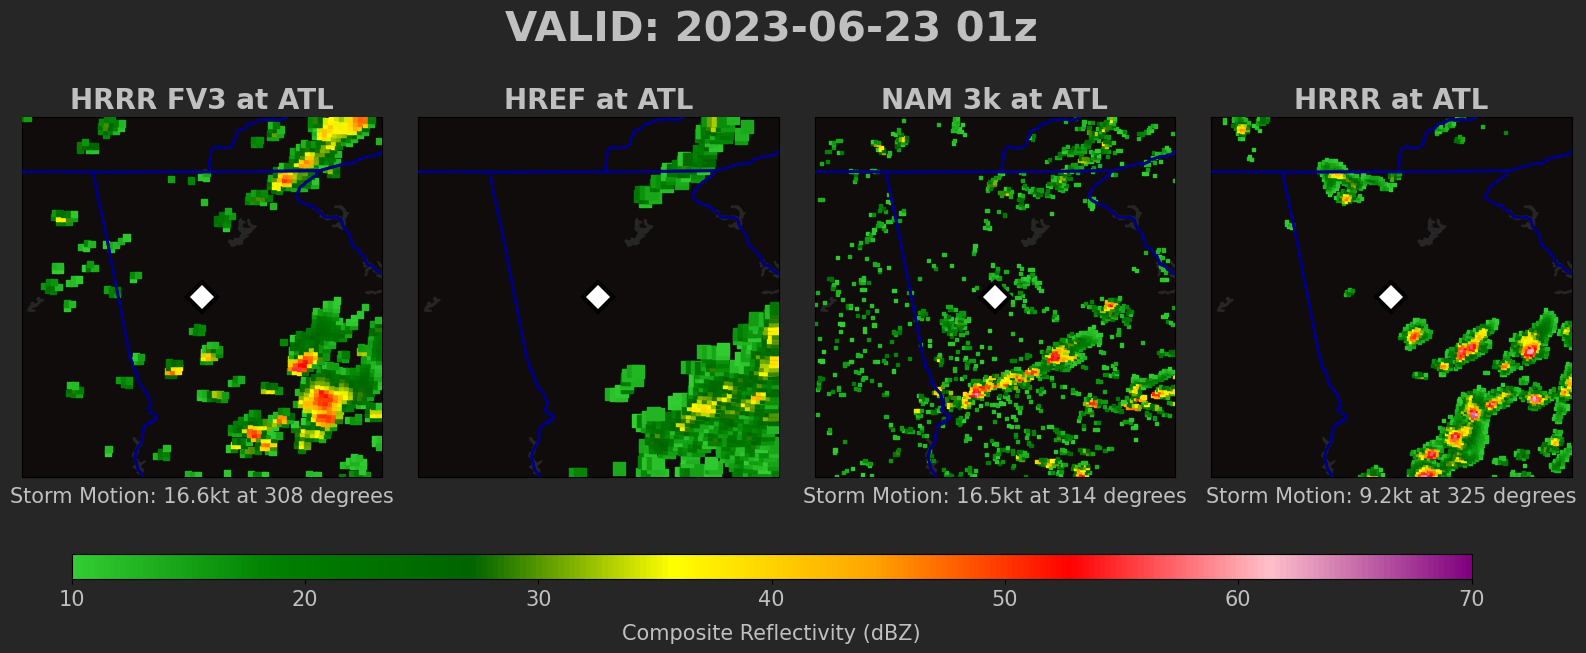 VALID: 2023-06-23 01z
HRRR FV3 at ATL
HREF at ATL
NAM 3k at ATL
HRRR at ATL
Storm Motion: 16.6kt at 308 degrees
Storm Motion: 16.5kt at 314 degrees
Storm Motion: 9.2kt at 325 degrees
10 20 30 40 50 60 70
Composite Reflectivity (dBZ)